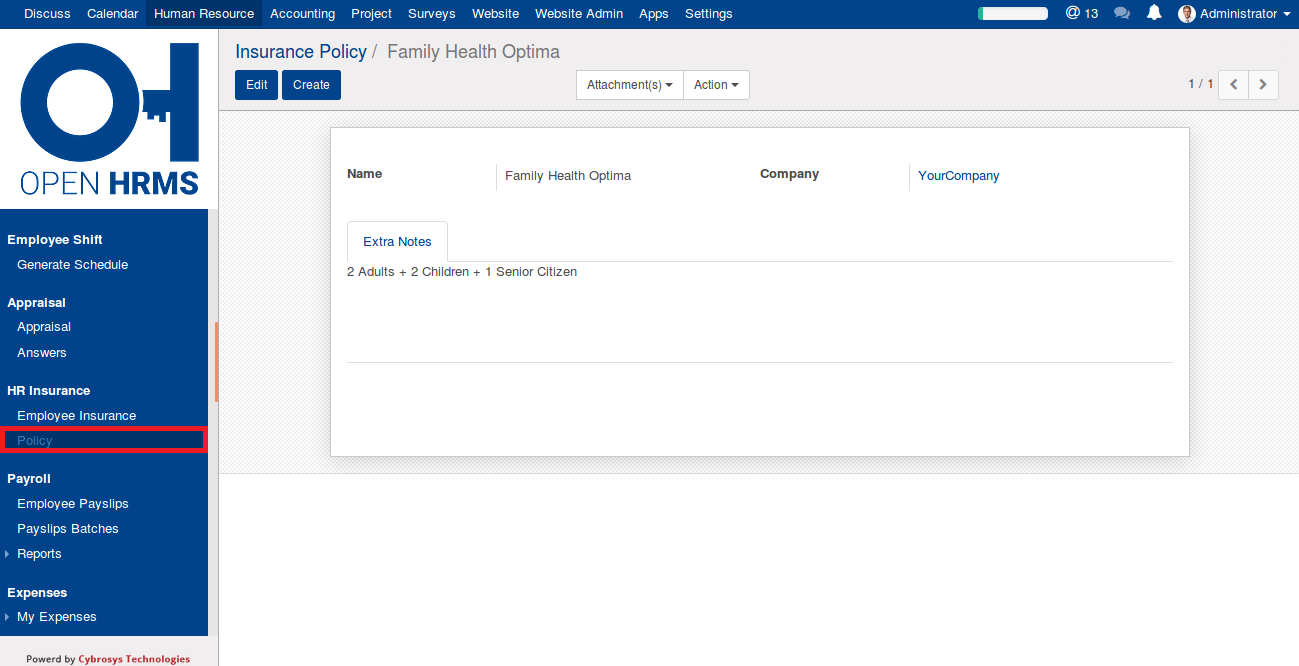 Discuss Calendar Human Resource Accounting Project Surveys Website Website Admin Apps Settings @ 13 Administrator
OPEN HRMS
Employee Shift
Generate Schedule
Appraisal
Appraisal
Answers
HR Insurance
Employee Insurance
Policy
Payroll
Employee Payslips
Payslips Batches
Reports
Expenses
My Expenses
Powerd by Cybrosys Technologies
Insurance Policy / Family Health Optima
Edit Create Attachment(s) Action 1 / 1
Name Family Health Optima Company YourCompany
Extra Notes
2 Adults + 2 Children + 1 Senior Citizen